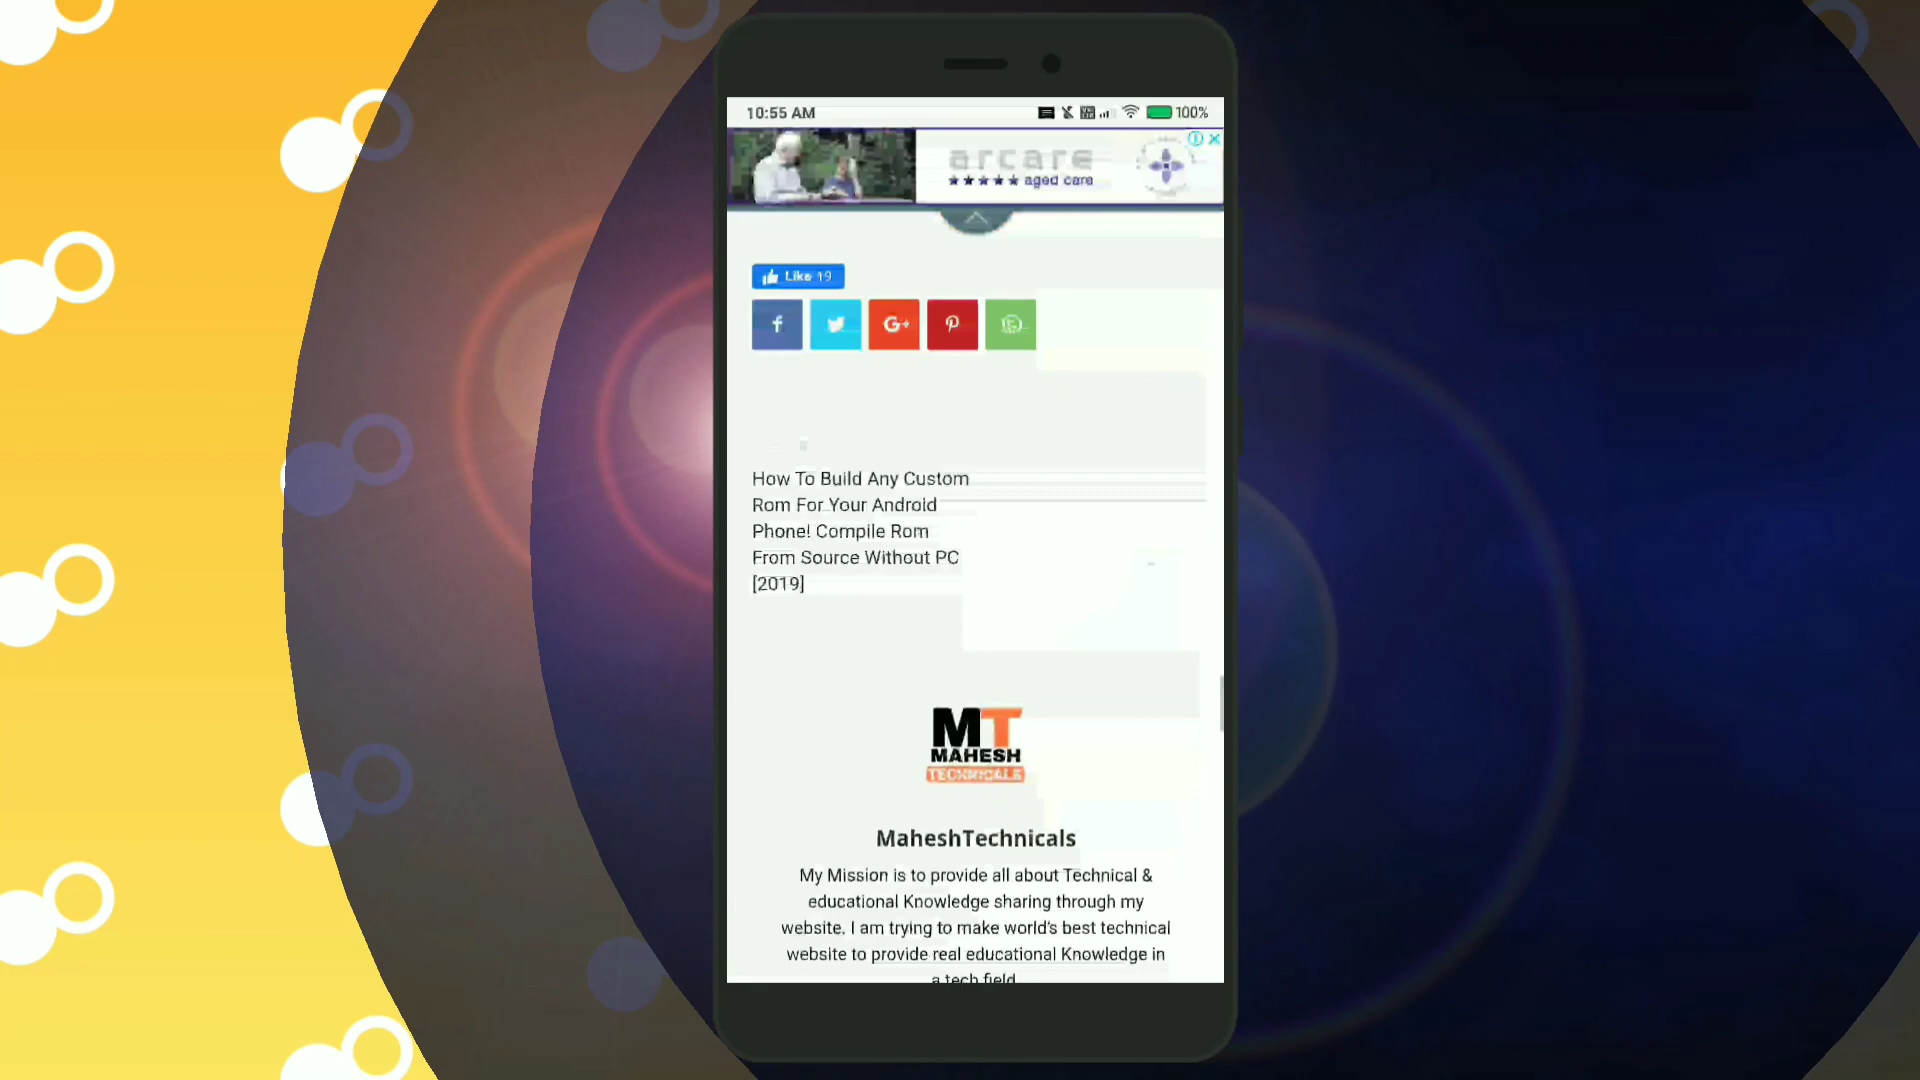 10:55 AM
100%
arcare
aged care
Like 19
f
G+
How To Build Any Custom
Rom For Your Android
Phone! Compile Rom
From Source Without PC
[2019]
MT
MAHESH
TECHNICALS
MaheshTechnicals
My Mission is to provide all about Technical &
educational Knowledge sharing through my
website. I am trying to make world's best technical
website to provide real educational Knowledge in
a tech field